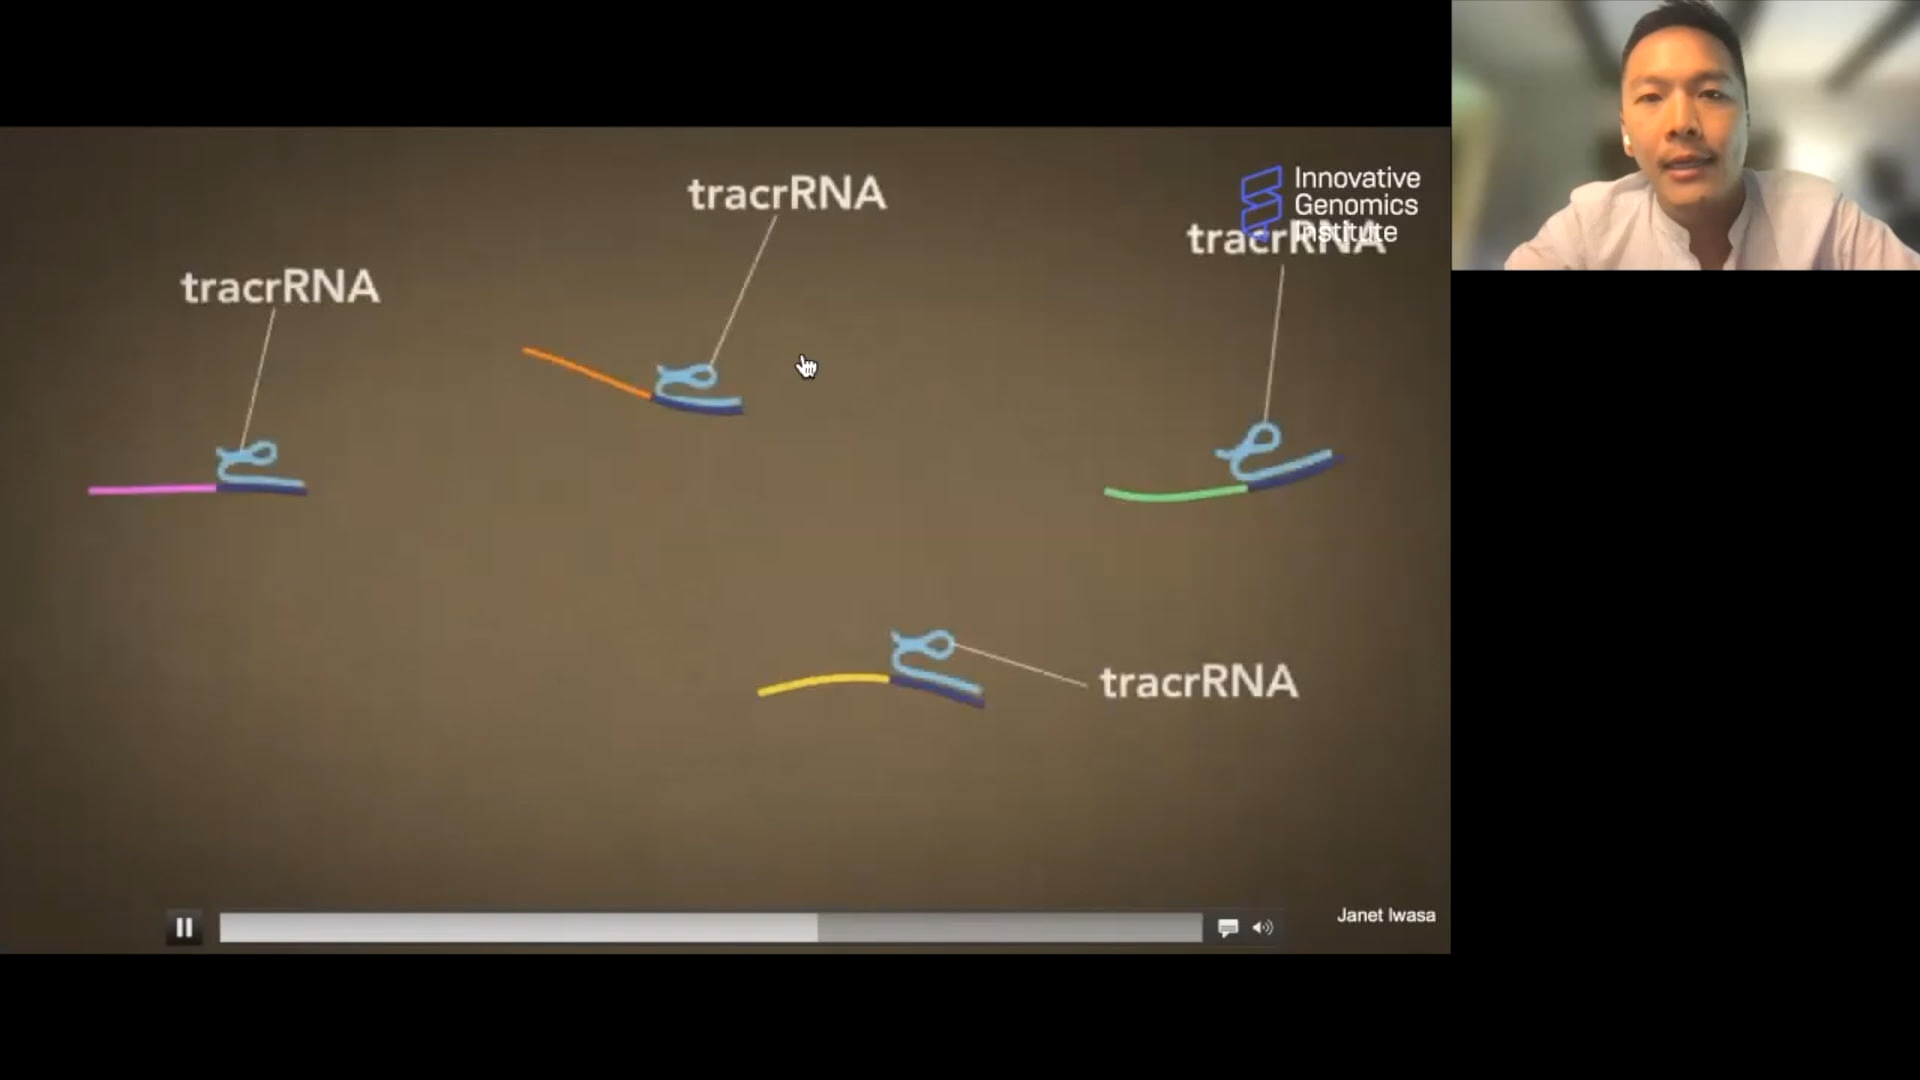 tracrRNA
Innovative
Genomics
Institute
tracrRNA
tracrRNA
tracrRNA
Janet Iwasa